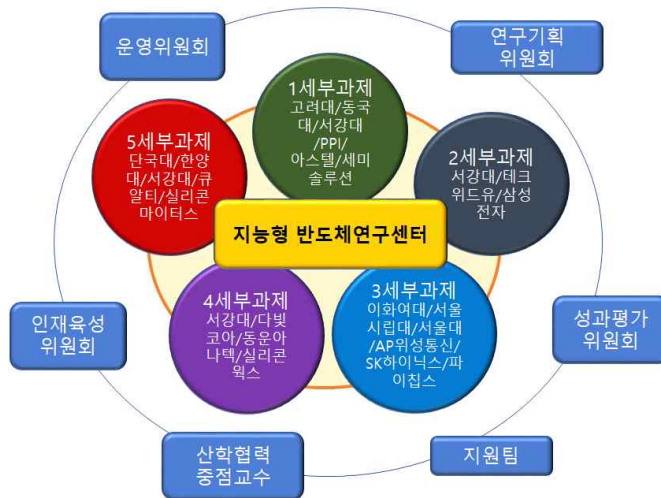 운영위원회
연구기획
위원회
1세부과제
고려대/동국
대/서강대
/PPI/
아스텔/세미
솔루션
5세부과제
단국대/한양
대/서강대/큐
알티/실리콘
마이터스
2세부과제
서강대/테크
위드유/삼성
전자
지능형 반도체연구센터
4세부과제
서강대/다빛
코아/동운아
나텍/실리콘
웍스
3세부과제
이화여대/서울
시립대/서울대
/AP위성통신/
SK하이닉스/파
이칩스
인재육성
위원회
성과평가
위원회
산학협력
중점교수
지원팀